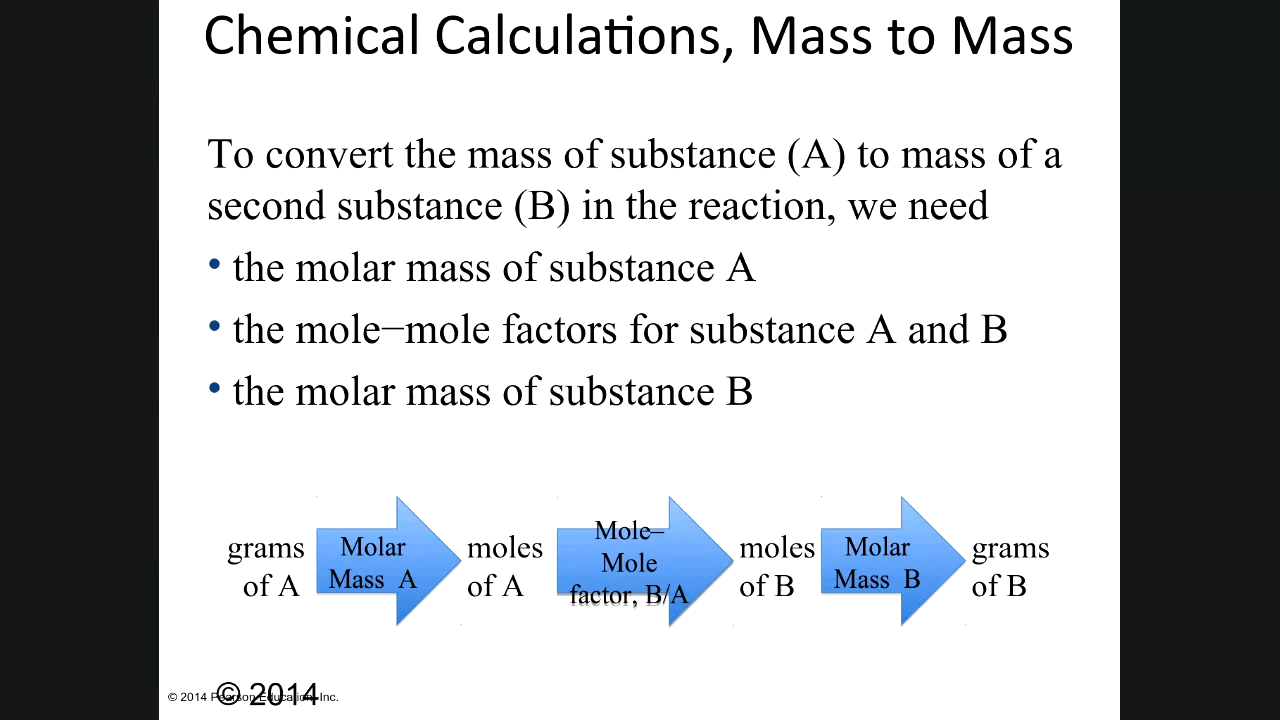 Chemical Calculations, Mass to Mass
To convert the mass of substance (A) to mass of a
second substance (B) in the reaction, we need
• the molar mass of substance A
• the mole−mole factors for substance A and B
• the molar mass of substance B
grams
of A
Molar
Mass A
moles
of A
Mole–
Mole
factor, B/A
moles
of B
Molar
Mass B
grams
of B
© 2014 Pearson Education, Inc.
© 2014